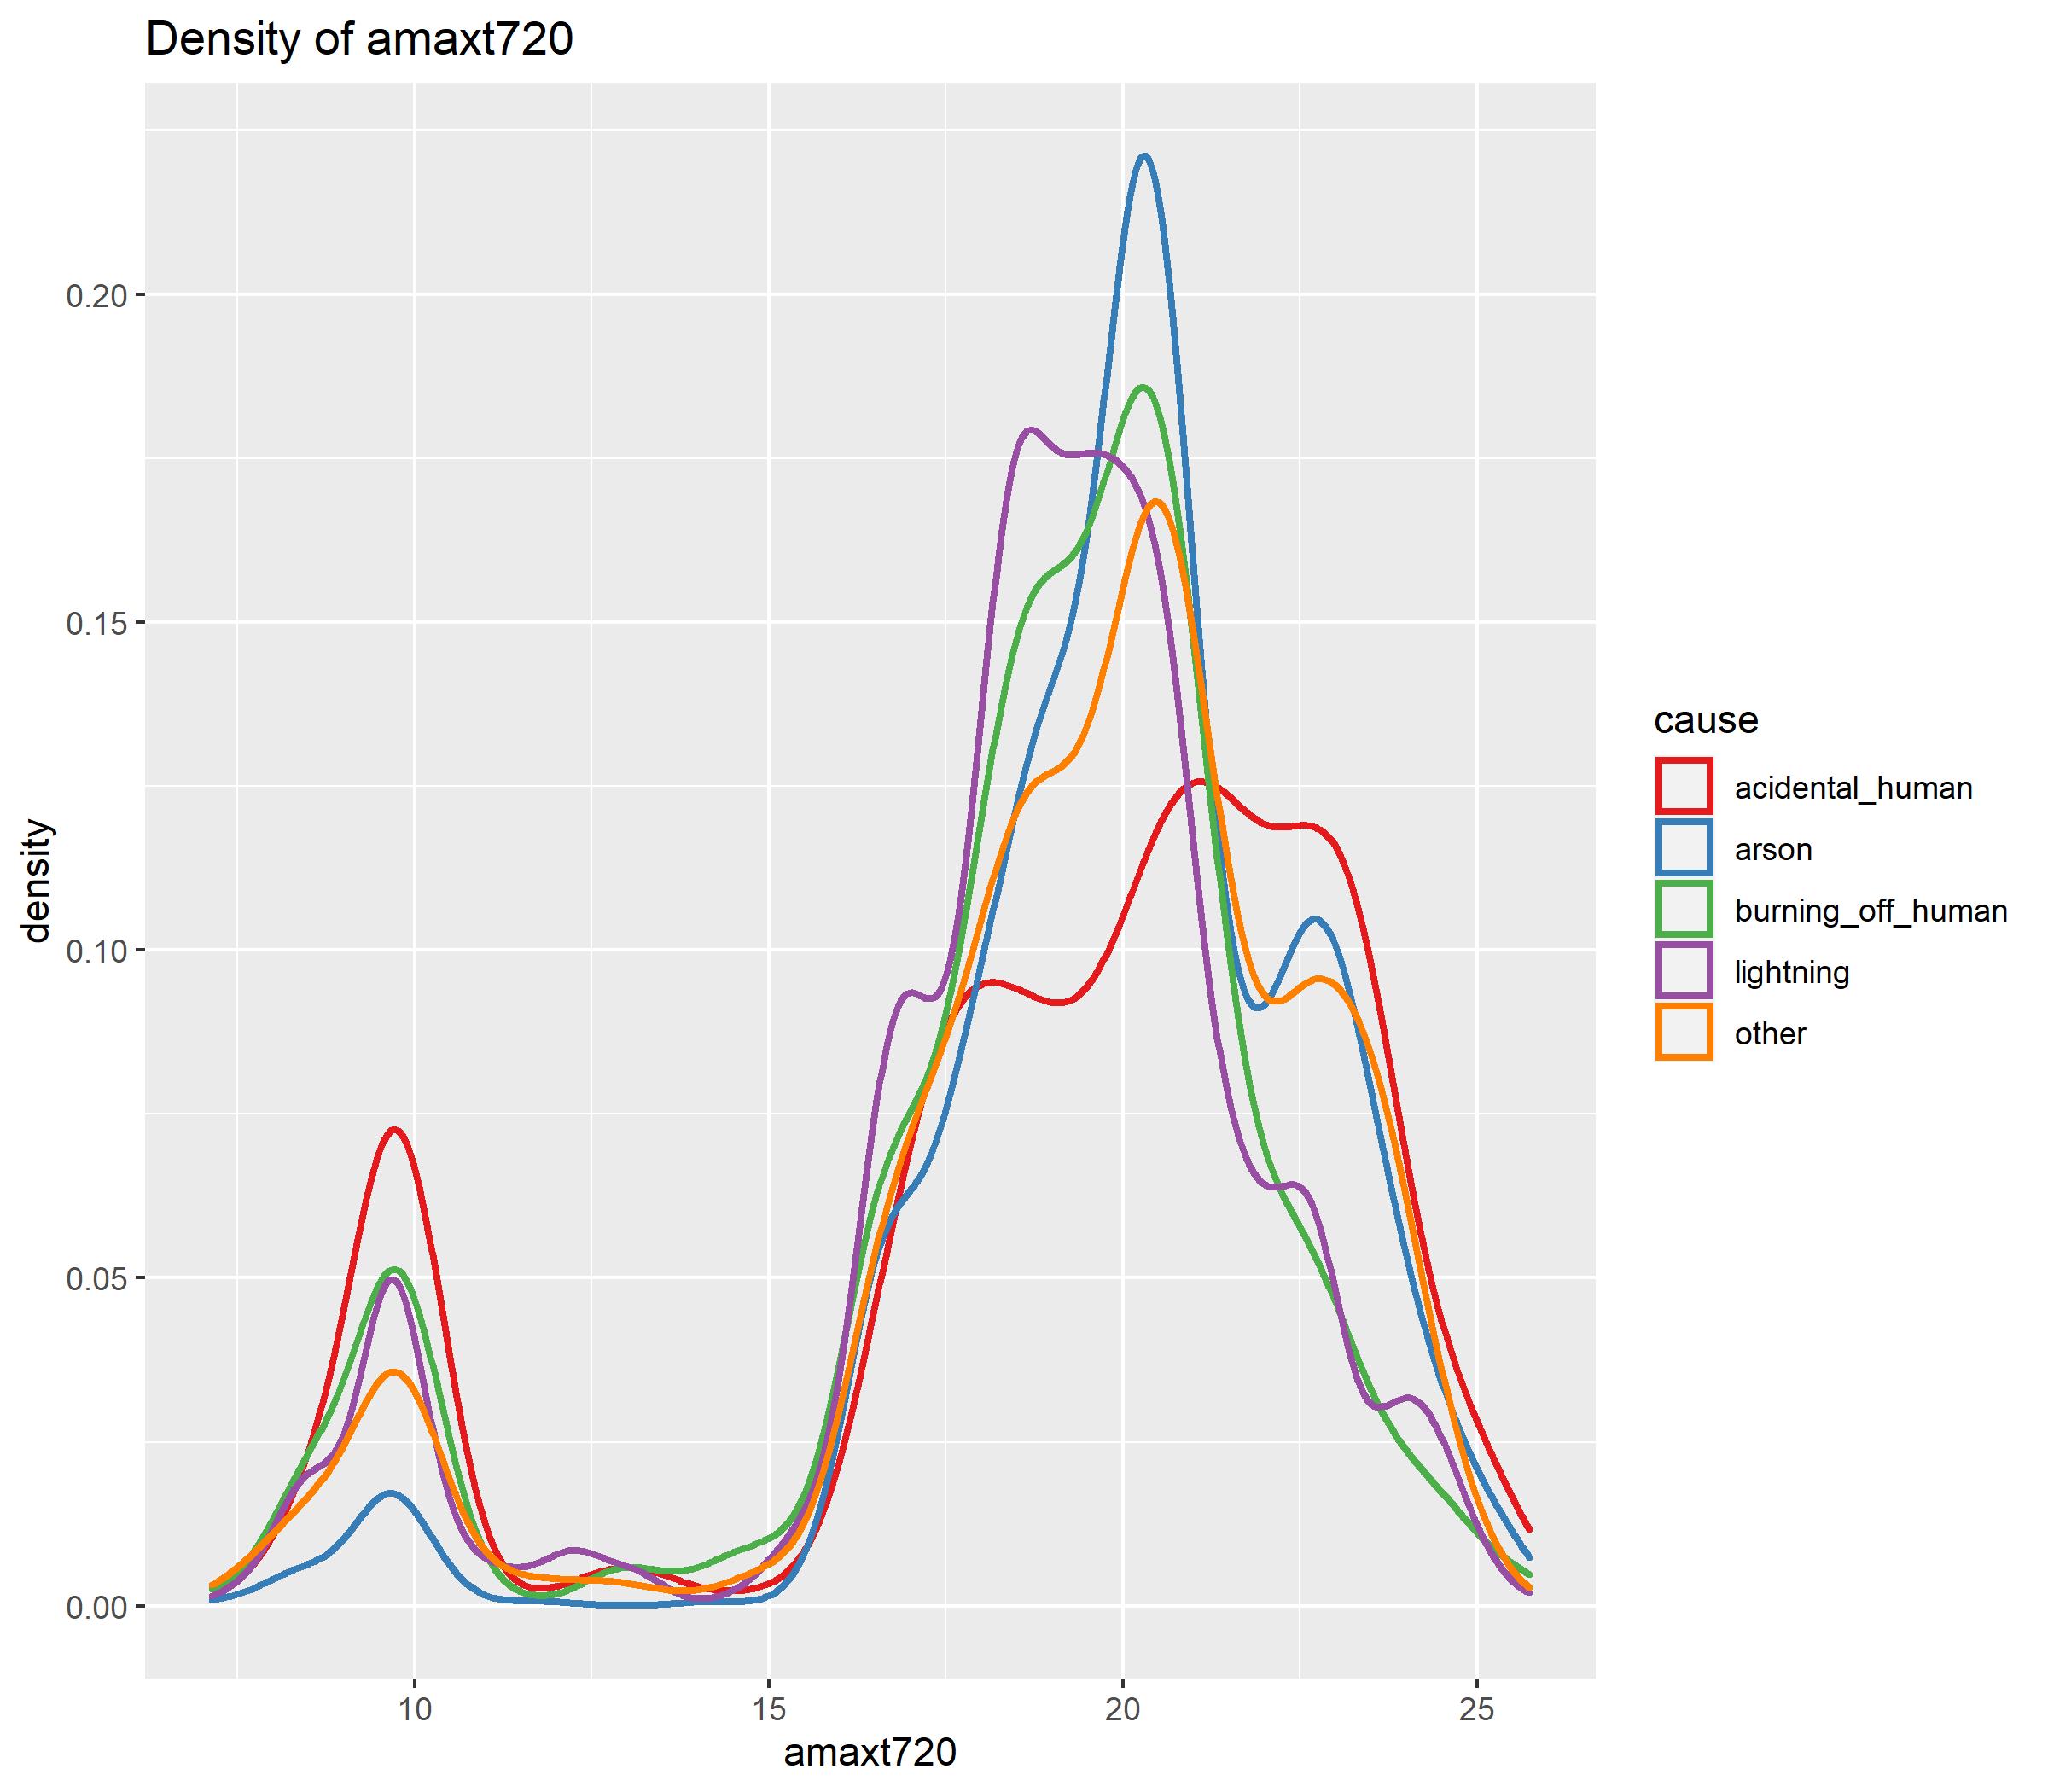 Density of amaxt720
0.20
0.15
0.10
0.05
0.00
density
10 15 20 25
amaxt720
cause
acidental_human
arson
burning_off_human
lightning
other